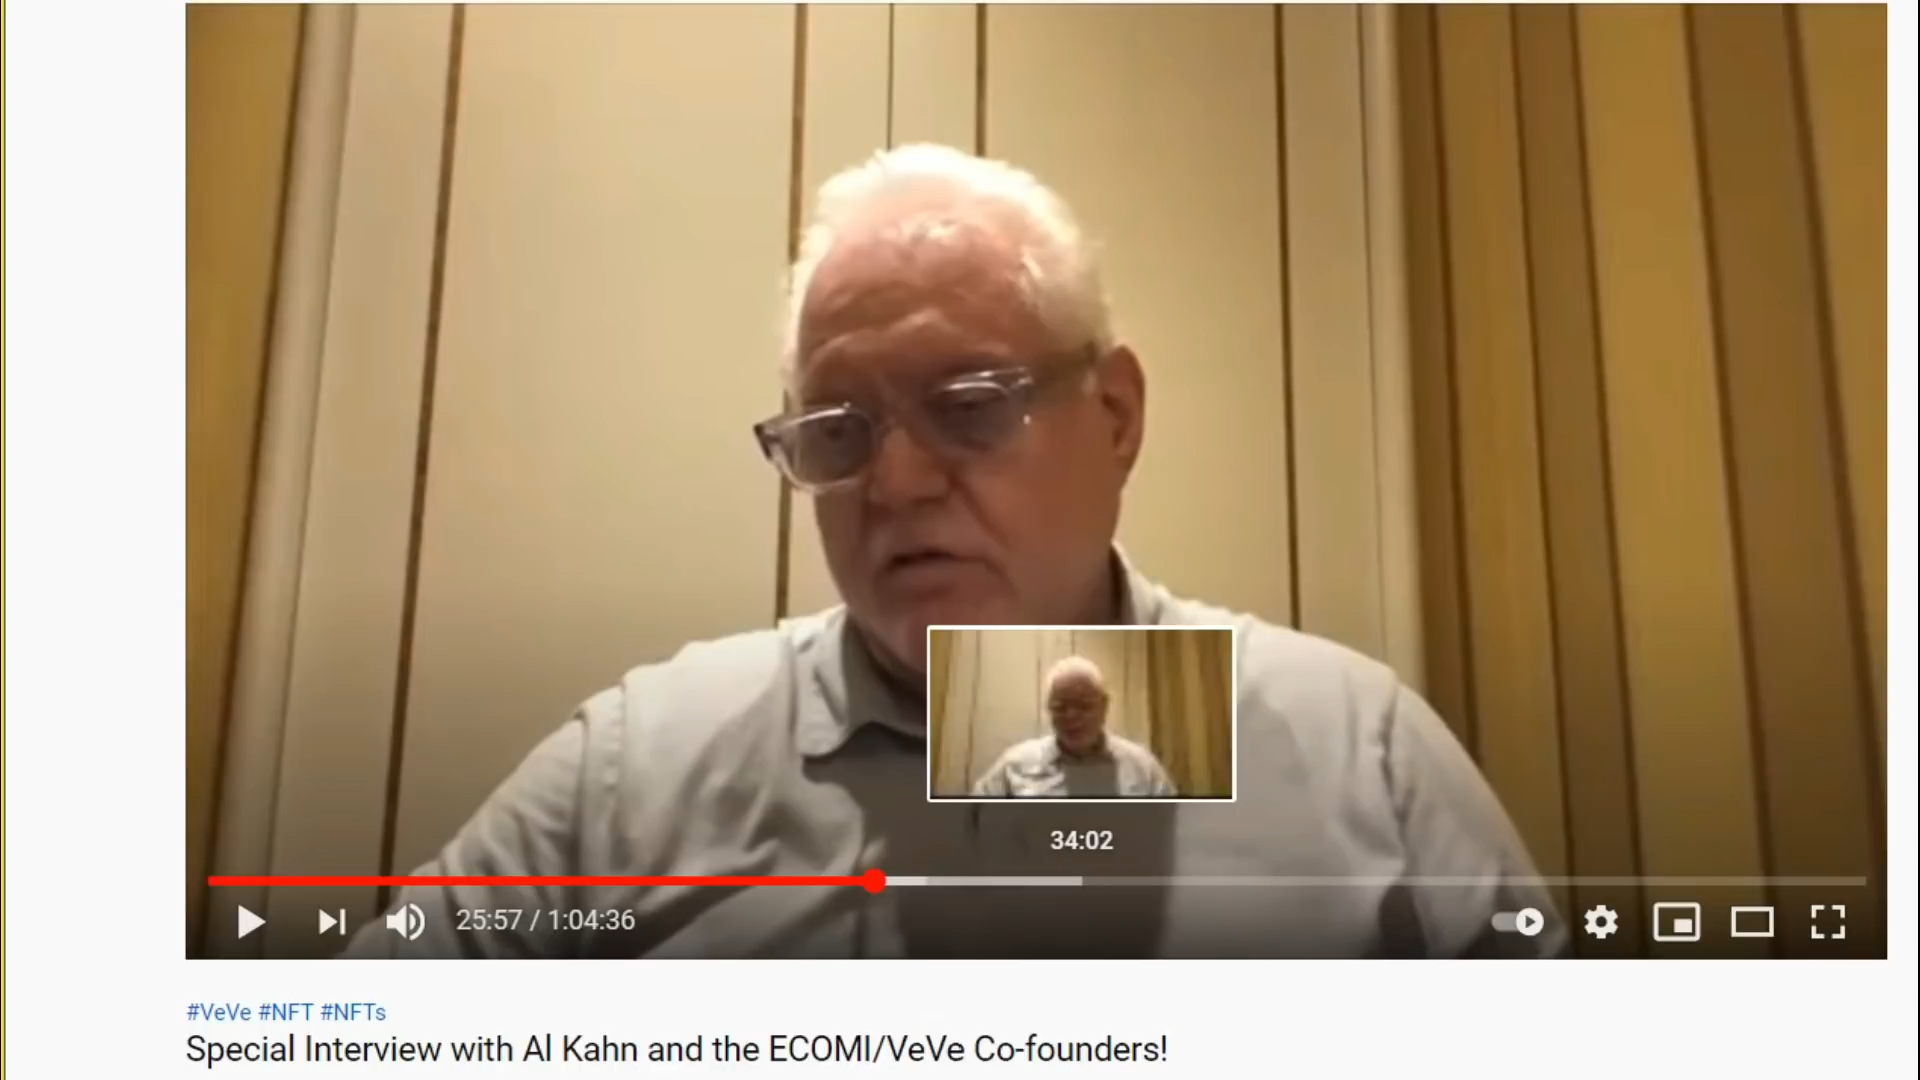 34:02
25:57 / 1:04:36
#VeVe #NFT #NFTs
Special Interview with Al Kahn and the ECOMI/VeVe Co-founders!